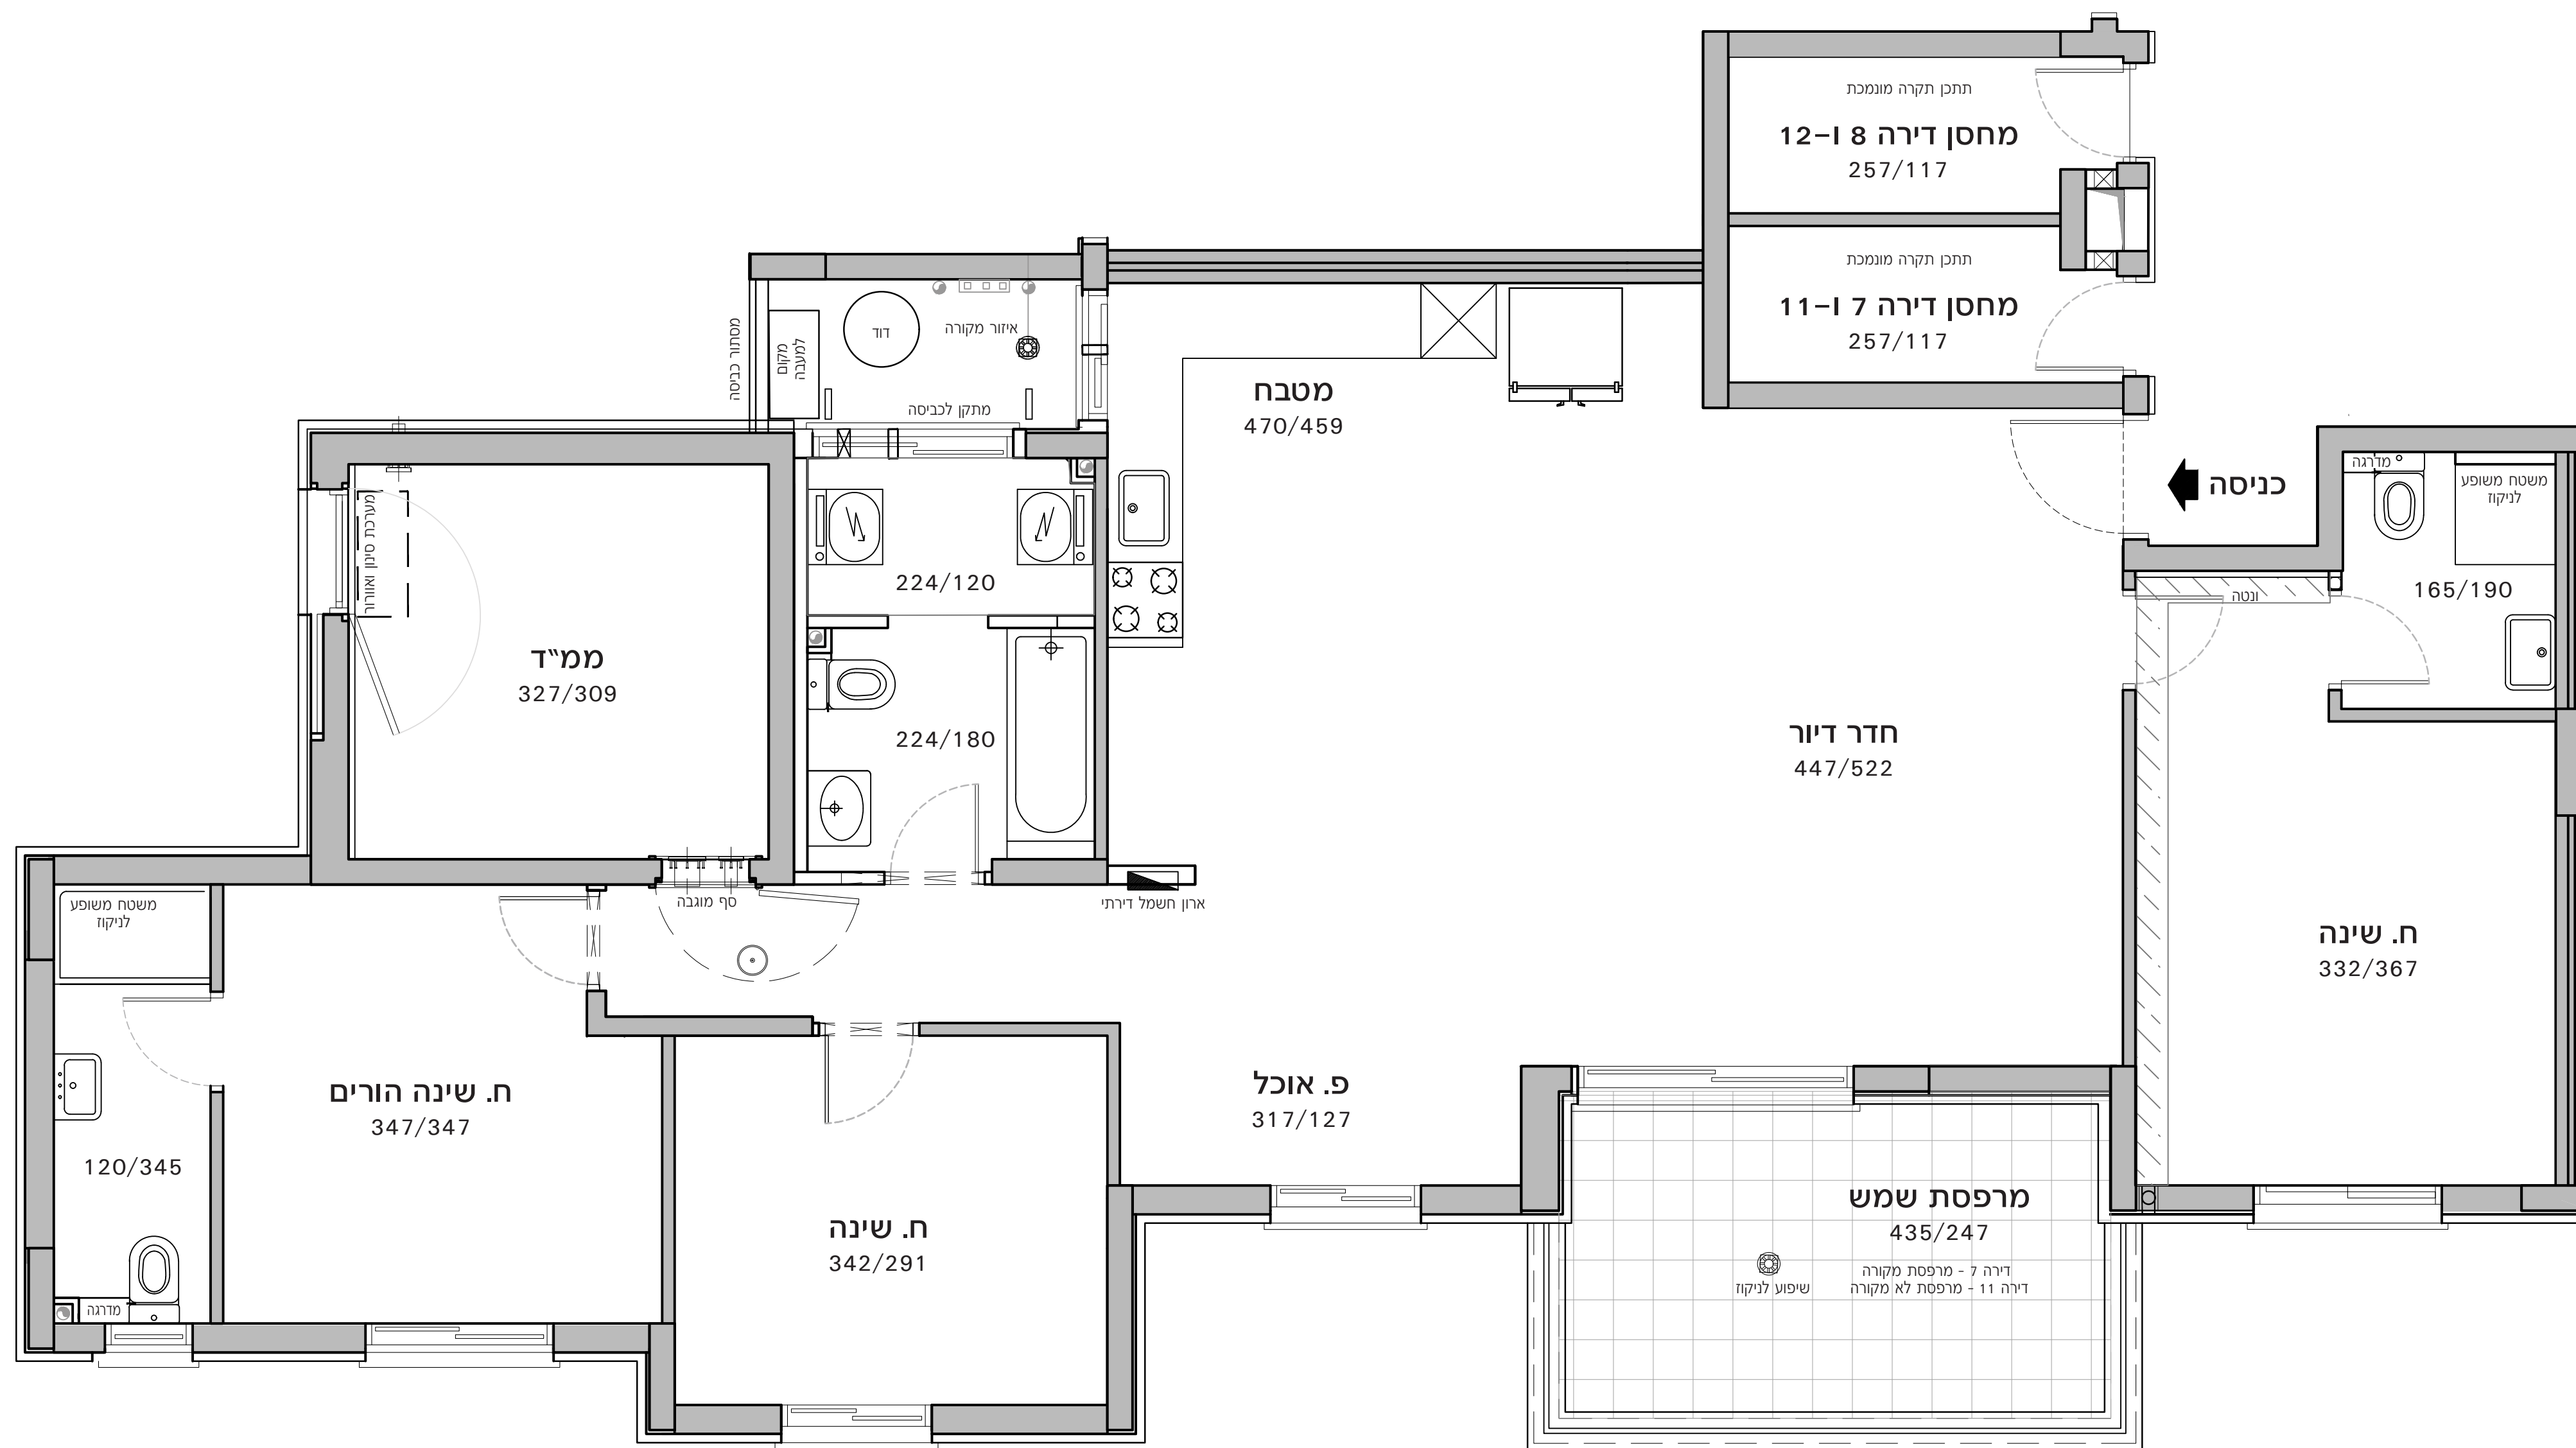 תתכן תקרה מונמכת
מחסן דירה 8 ו-12
257/117
תתכן תקרה מונמכת
מחסן דירה 7 ו-11
257/117
מסתור כביסה
מקום
למעבה
דוד
איזור מקורה
מתקן לכביסה
מטבח
470/459
כניסה
מדרגה
משטח משופע
לניקוז
165/190
ונטה
מערכת סינון ואוורור
ממ"ד
327/309
224/120
224/180
חדר דיור
447/522
סף מוגבה
ארון חשמל דירתי
משטח משופע
לניקוז
ח. שינה
332/367
ח. שינה הורים
347/347
120/345
מדרגה
פ. אוכל
317/127
ח. שינה
342/291
מרפסת שמש
435/247
דירה 7 - מרפסת מקורה
דירה 11 - מרפסת לא מקורה
שיפוע לניקוז